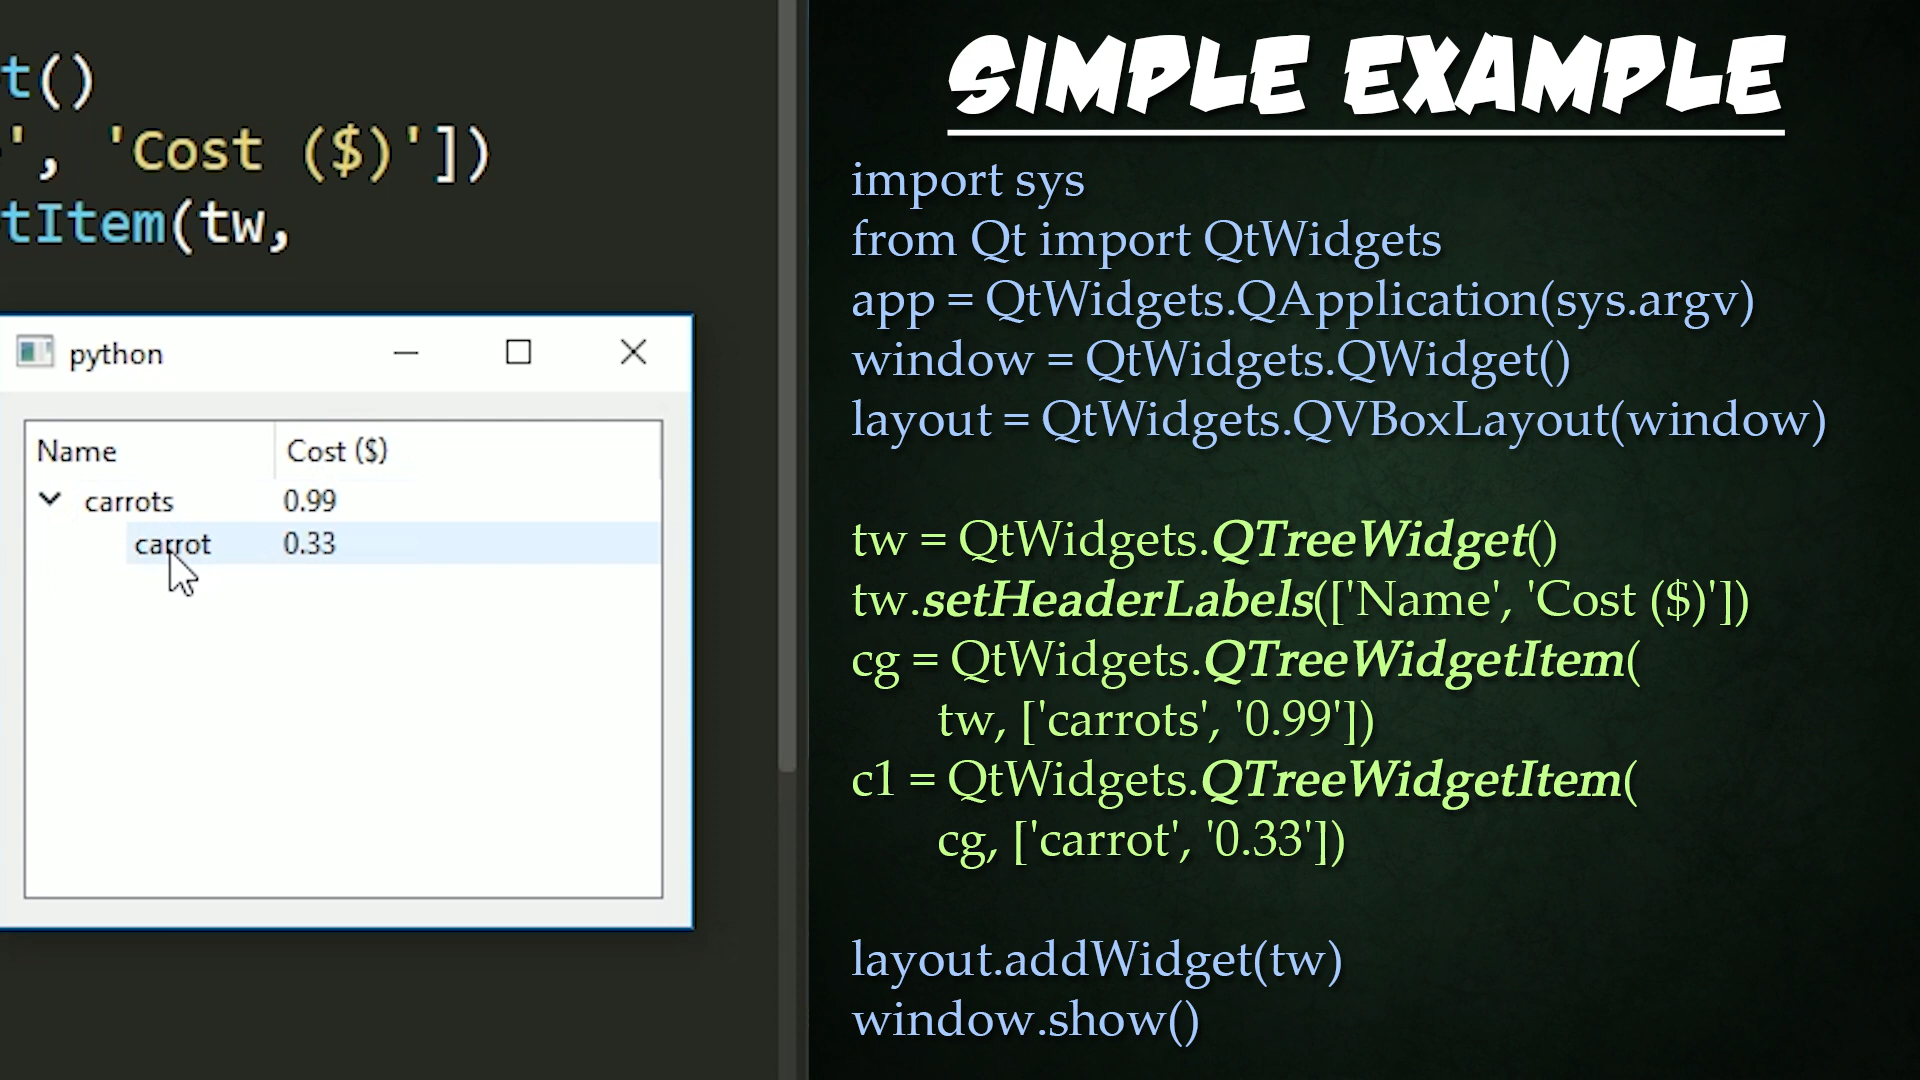 t()
', 'Cost ($)'])
tItem(tw,
python
Name Cost ($)
carrots 0.99
carrot 0.33
SIMPLE EXAMPLE
import sys
from Qt import QtWidgets
app = QtWidgets.QApplication(sys.argv)
window = QtWidgets.QWidget()
layout = QtWidgets.QVBoxLayout(window)
tw = QtWidgets.QTreeWidget()
tw.setHeaderLabels(['Name', 'Cost ($)'])
cg = QtWidgets.QTreeWidgetItem(
tw, ['carrots', '0.99'])
c1 = QtWidgets.QTreeWidgetItem(
cg, ['carrot', '0.33'])
layout.addWidget(tw)
window.show()